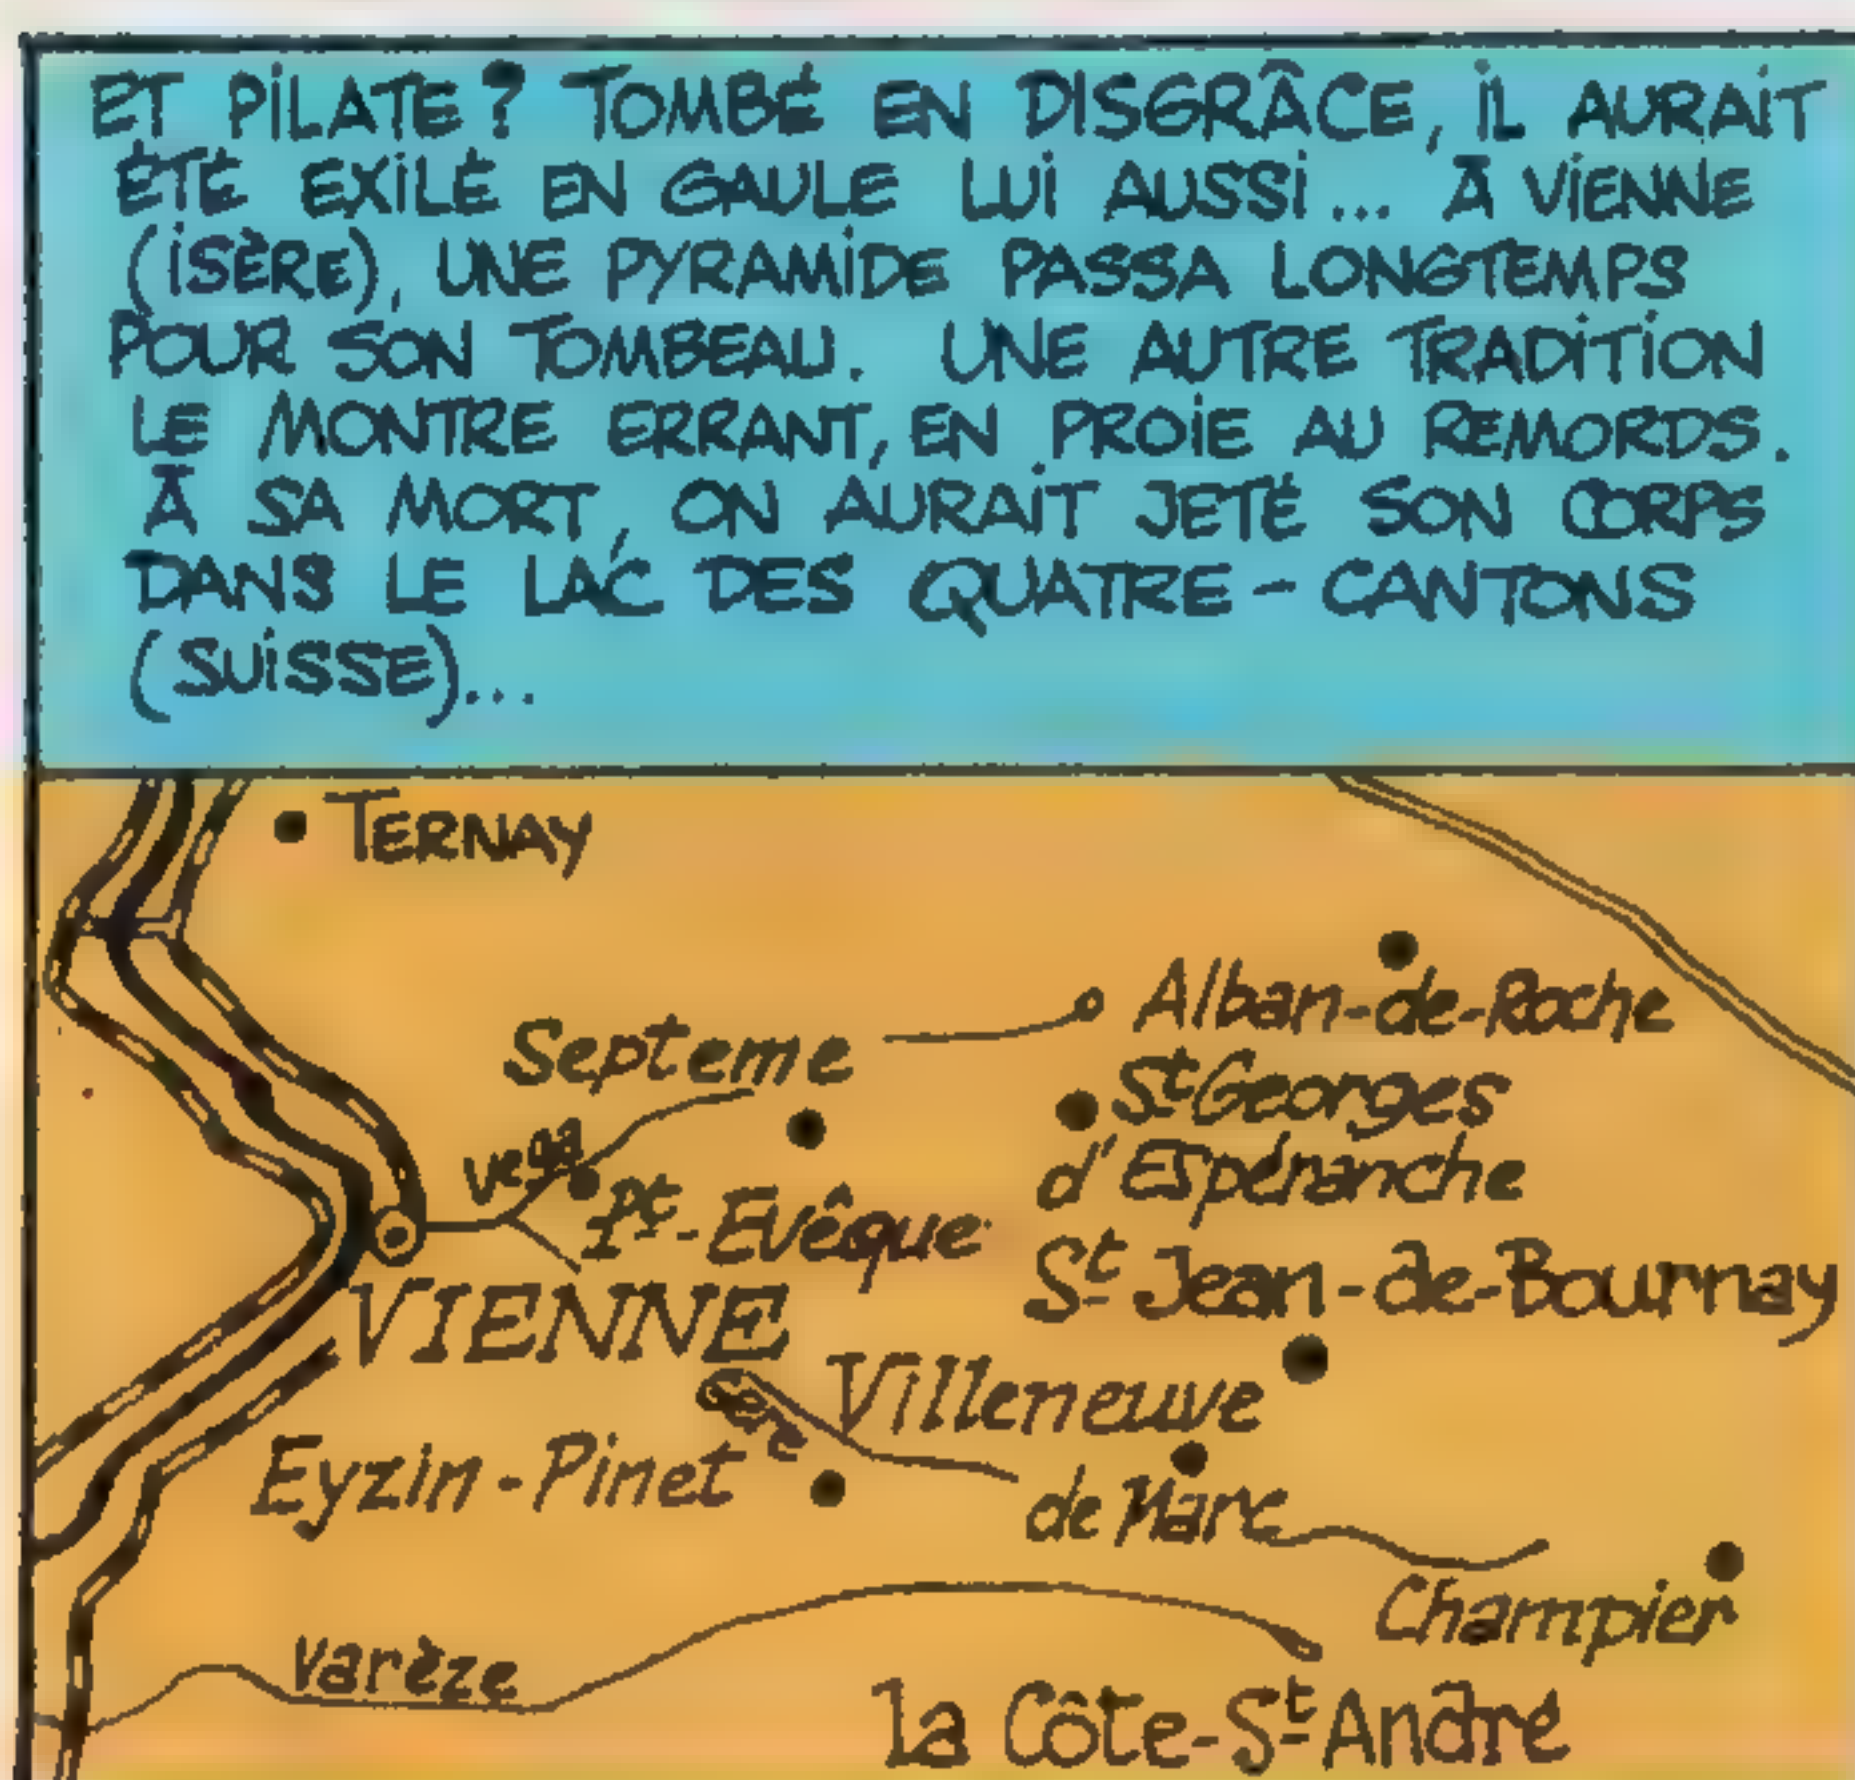 ET PILATE? TOMBÉ EN DISGRÂCE, IL AURAIT
ÉTÉ EXILÉ EN GAULE LUI AUSSI... À VIENNE
(ISÈRE), UNE PYRAMIDE PASSA LONGTEMPS
POUR SON TOMBEAU. UNE AUTRE TRADITION
LE MONTRE ERRANT, EN PROIE AU REMORDS.
À SA MORT, ON AURAIT JETÉ SON CORPS
DANS LE LAC DES QUATRE-CANTONS
(SUISSE)...
TERNAY
Alban-de-Roche
Septeme
St Georges
d'Espéranche
Vega
Pt-Evêque
St Jean-de-Bournay
VIENNE
Villeneuve
de Marc
Gère
Eyzin-Pinet
Champier
Varèze
la Côte-St André